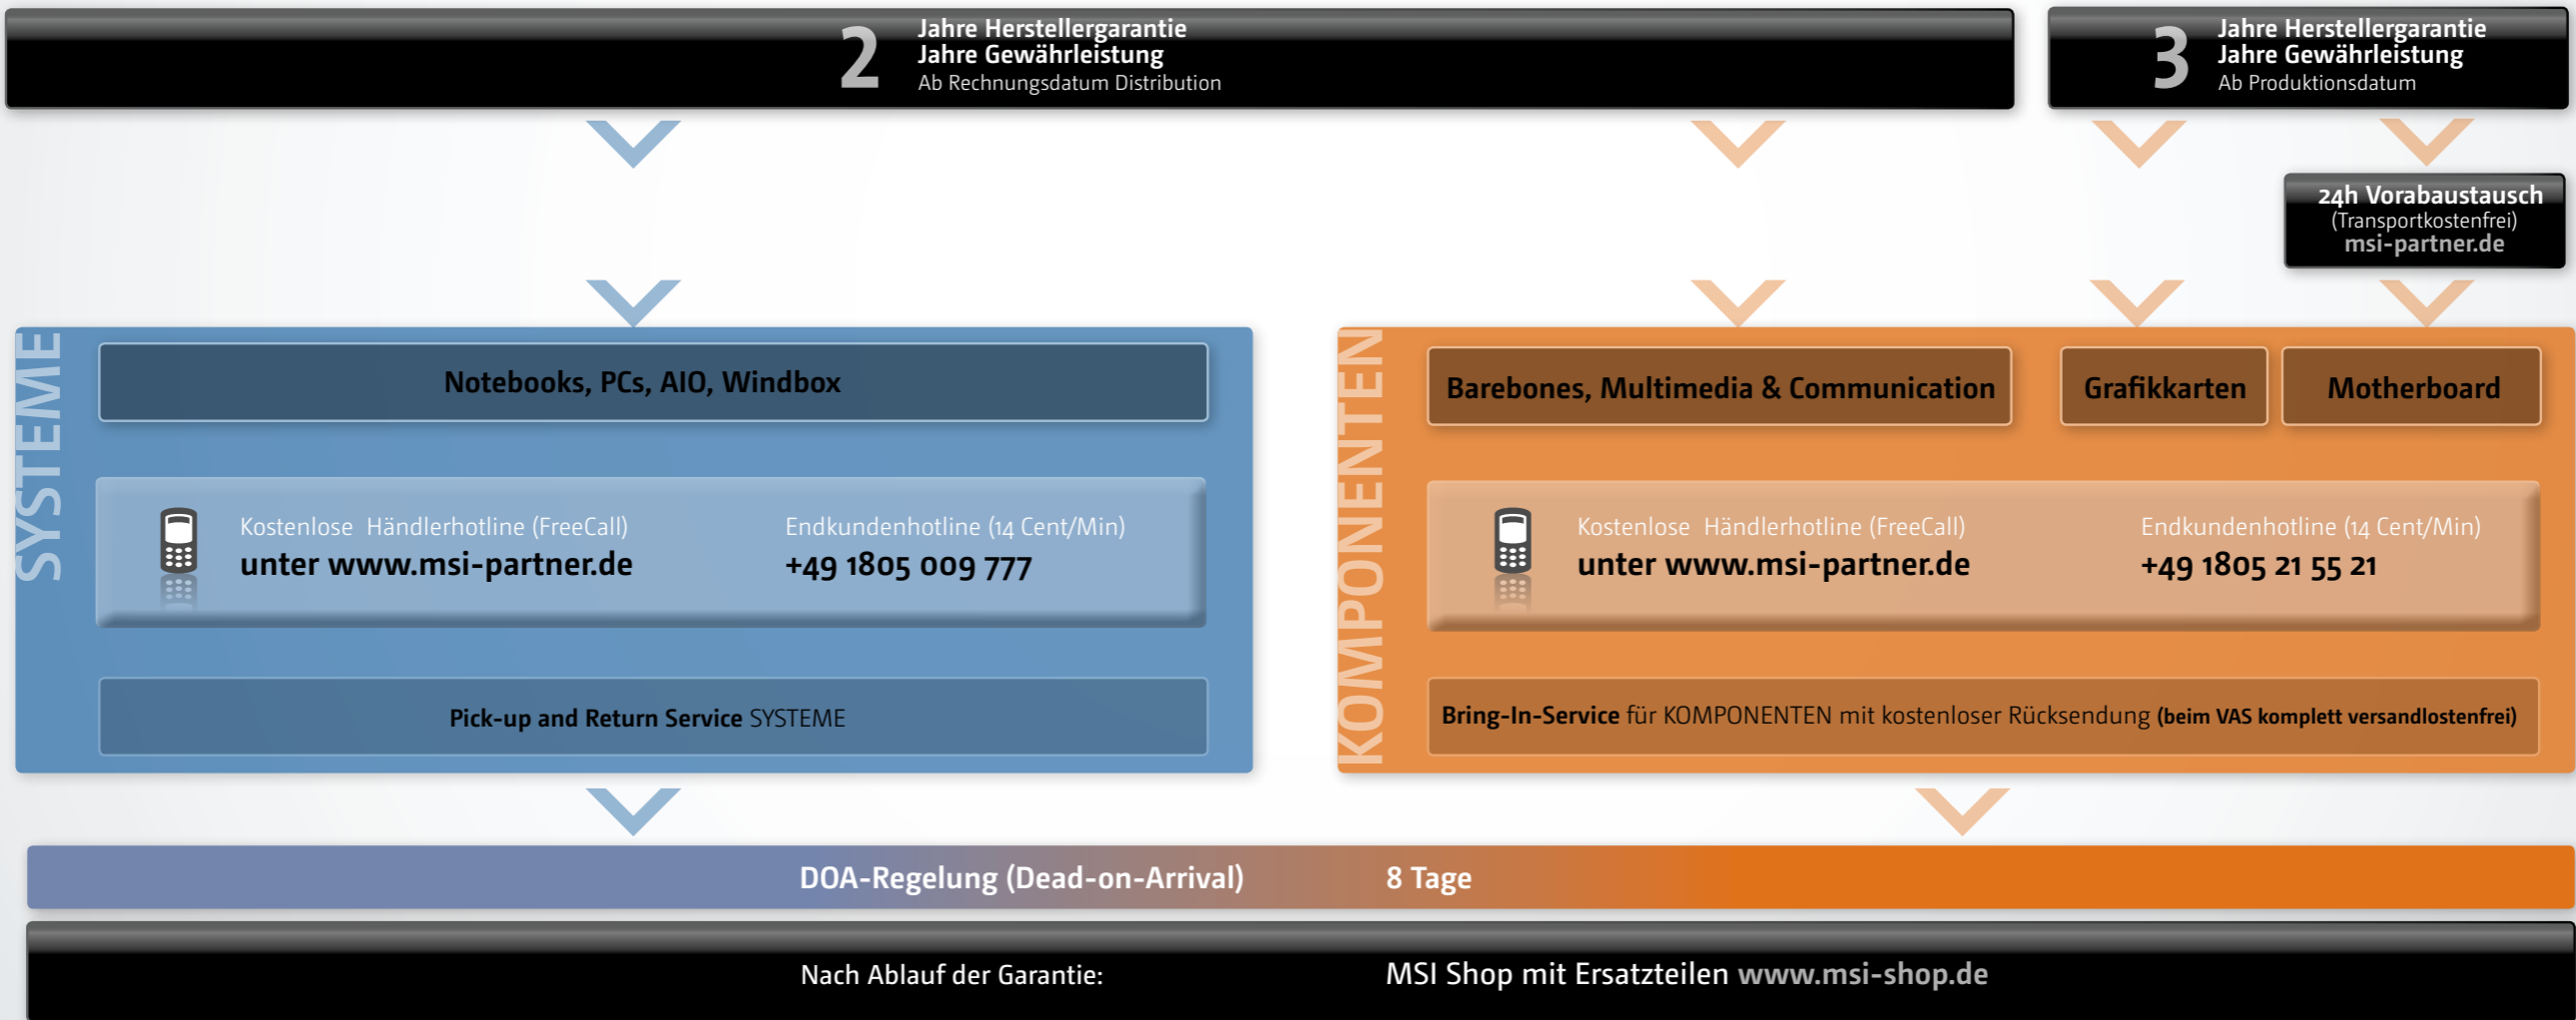 2
Jahre Herstellergarantie
Jahre Gewährleistung
Ab Rechnungsdatum Distribution
3
Jahre Herstellergarantie
Jahre Gewährleistung
Ab Produktionsdatum
24h Vorabaustausch
(Transportkostenfrei)
msi-partner.de
SYSTEME
Notebooks, PCs, AIO, Windbox
Kostenlose Händlerhotline (FreeCall)
unter www.msi-partner.de
Endkundenhotline (14 Cent/Min)
+49 1805 009 777
Pick-up and Return Service SYSTEME
KOMPONENTEN
Barebones, Multimedia & Communication
Grafikkarten
Motherboard
Kostenlose Händlerhotline (FreeCall)
unter www.msi-partner.de
Endkundenhotline (14 Cent/Min)
+49 1805 21 55 21
Bring-In-Service für KOMPONENTEN mit kostenloser Rücksendung (beim VAS komplett versandlostenfrei)
DOA-Regelung (Dead-on-Arrival) 8 Tage
Nach Ablauf der Garantie: MSI Shop mit Ersatzteilen www.msi-shop.de